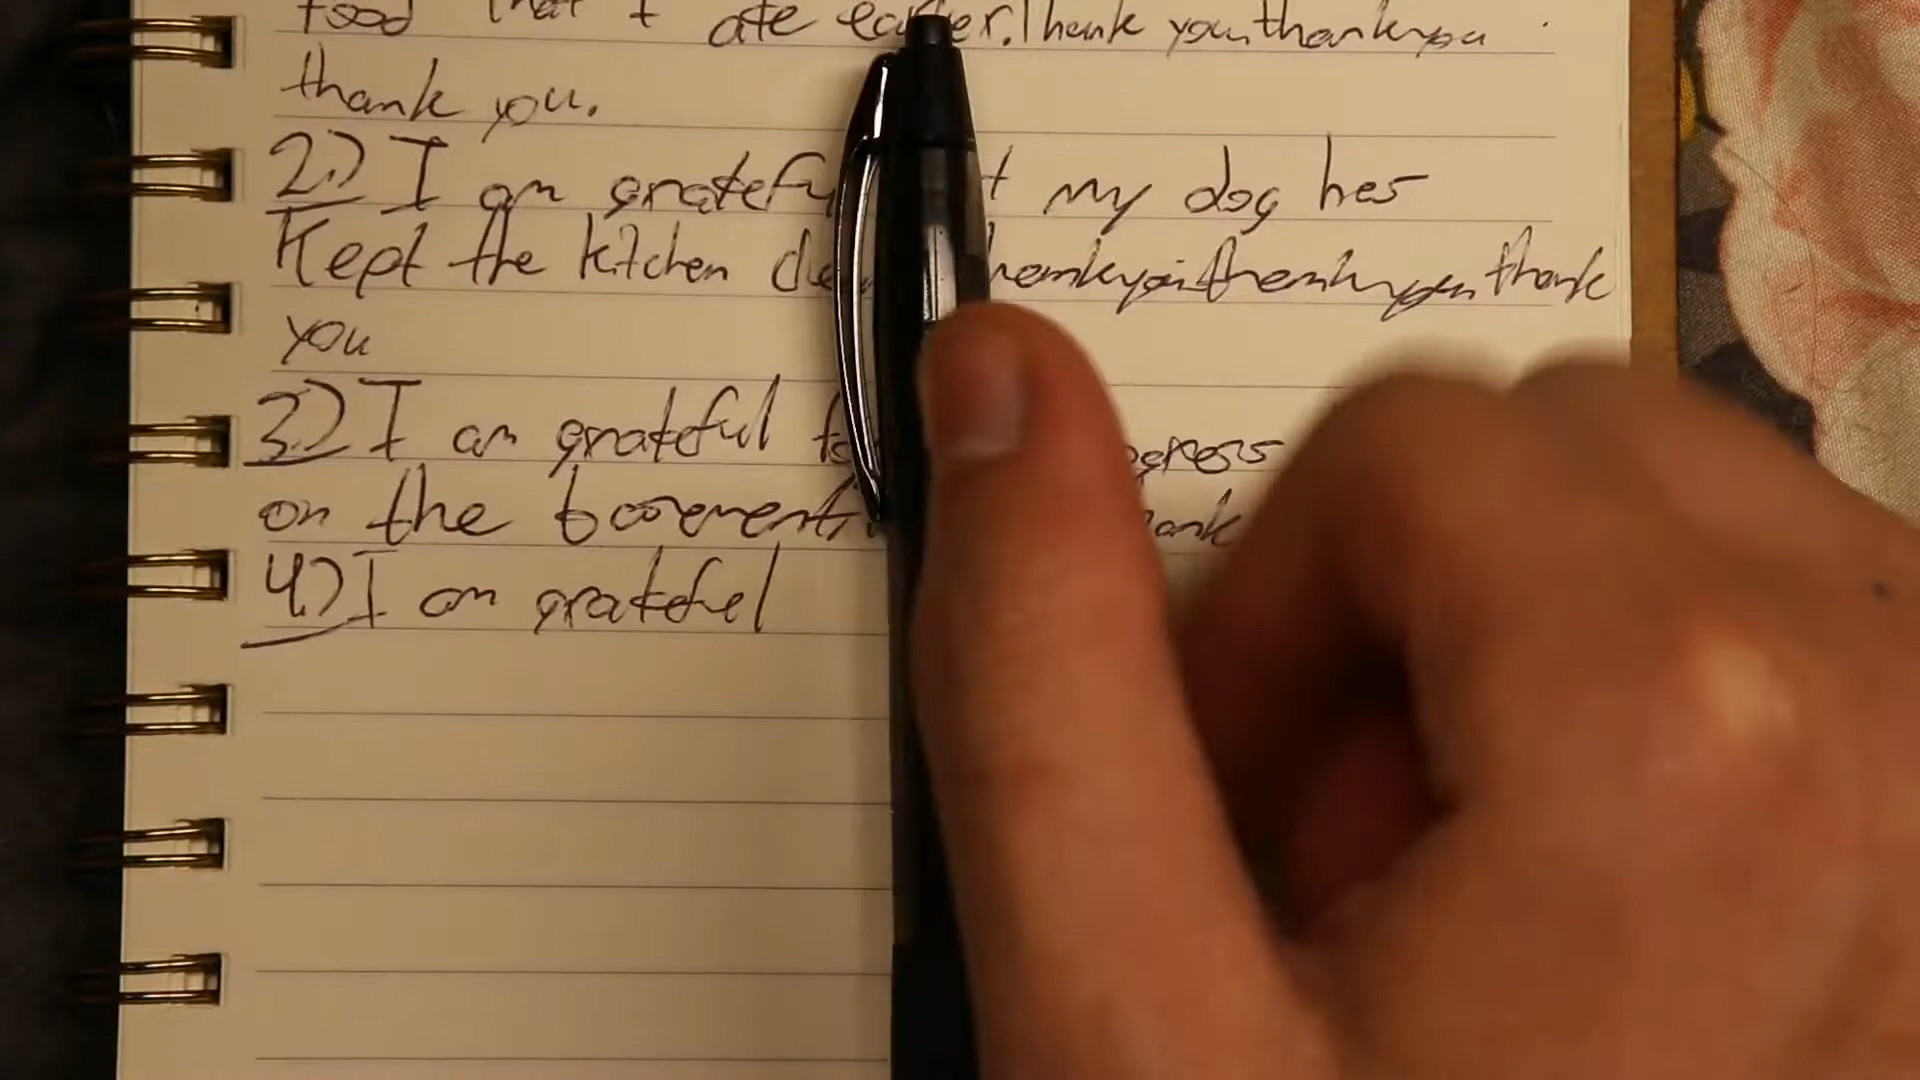 food that I ate earlier. Thank you, thank you
thank you.
2.) I am grateful my dog has
Kept the kitchen thank you, thank you, thank
you
3.) I am grateful
on the basement.
4.) I am grateful